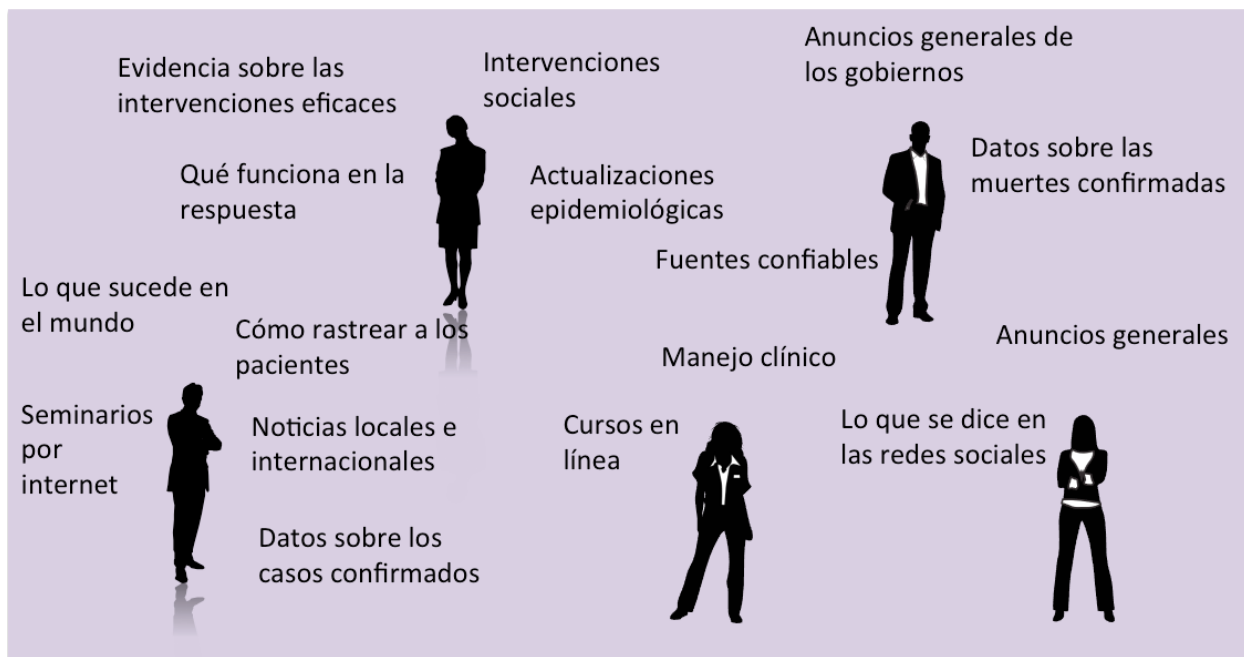 Evidencia sobre las
intervenciones eficaces
Intervenciones
sociales
Anuncios generales de
los gobiernos
Qué funciona en la
respuesta
Actualizaciones
epidemiológicas
Datos sobre las
muertes confirmadas
Fuentes confiables
Lo que sucede en
el mundo
Cómo rastrear a los
pacientes
Manejo clínico
Anuncios generales
Seminarios
por
internet
Noticias locales e
internacionales
Cursos en
línea
Lo que se dice en
las redes sociales
Datos sobre los
casos confirmados